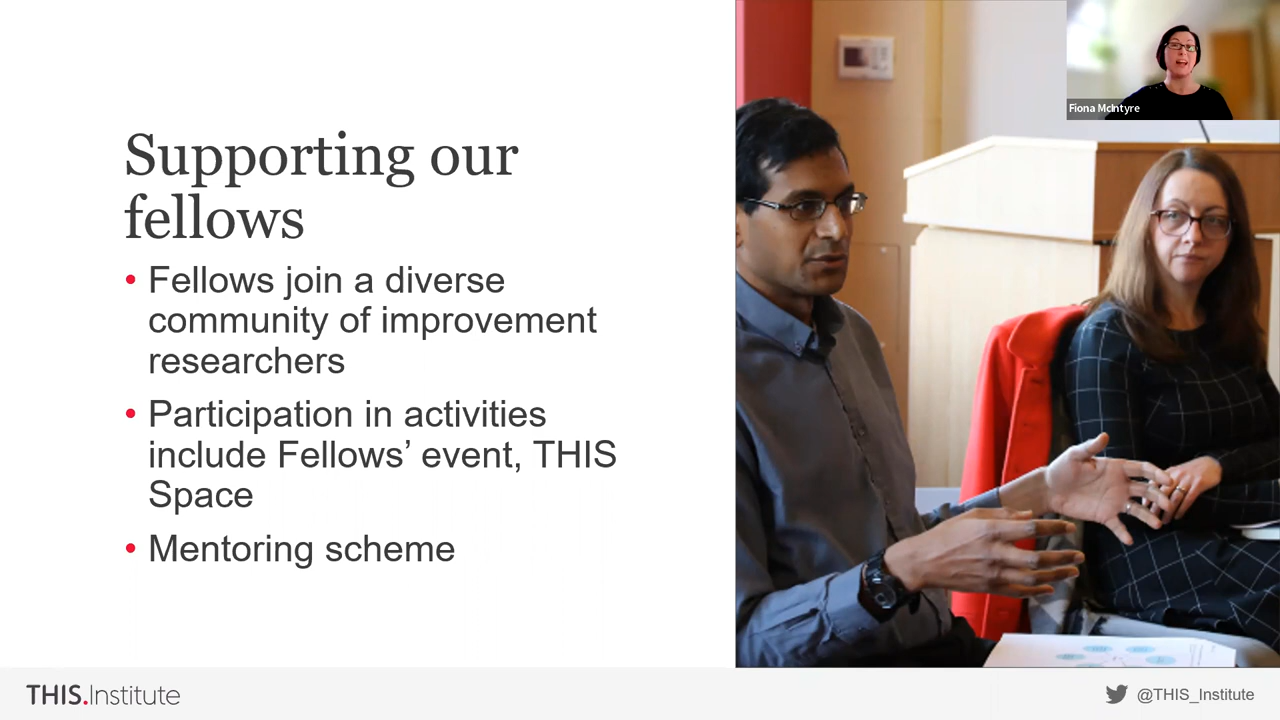 Fiona McIntyre
Supporting our
fellows
• Fellows join a diverse
community of improvement
researchers
• Participation in activities
include Fellows’ event, THIS
Space
• Mentoring scheme
THIS.Institute
@THIS_Institute